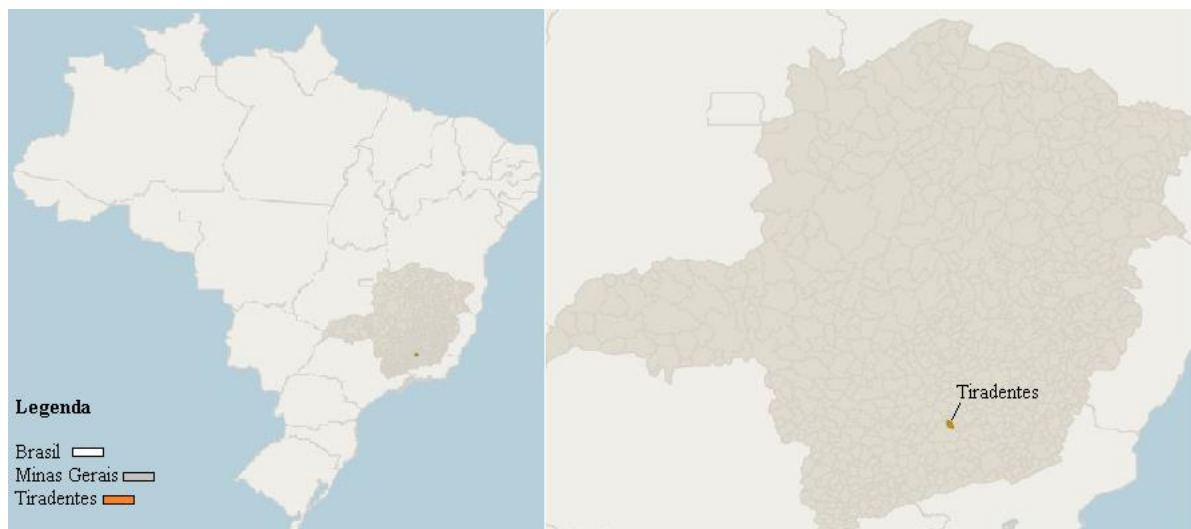 Legenda
Brasil
Minas Gerais
Tiradentes
Tiradentes